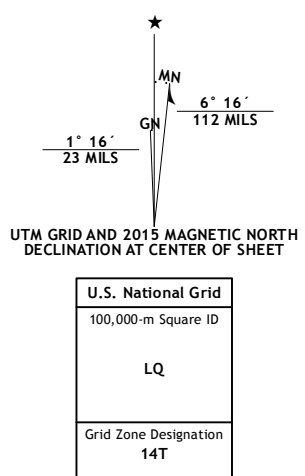 ★
MN
GN
6° 16´
112 MILS
1° 16´
23 MILS
UTM GRID AND 2015 MAGNETIC NORTH
DECLINATION AT CENTER OF SHEET
U.S. National Grid
100,000-m Square ID
LQ
Grid Zone Designation
14T